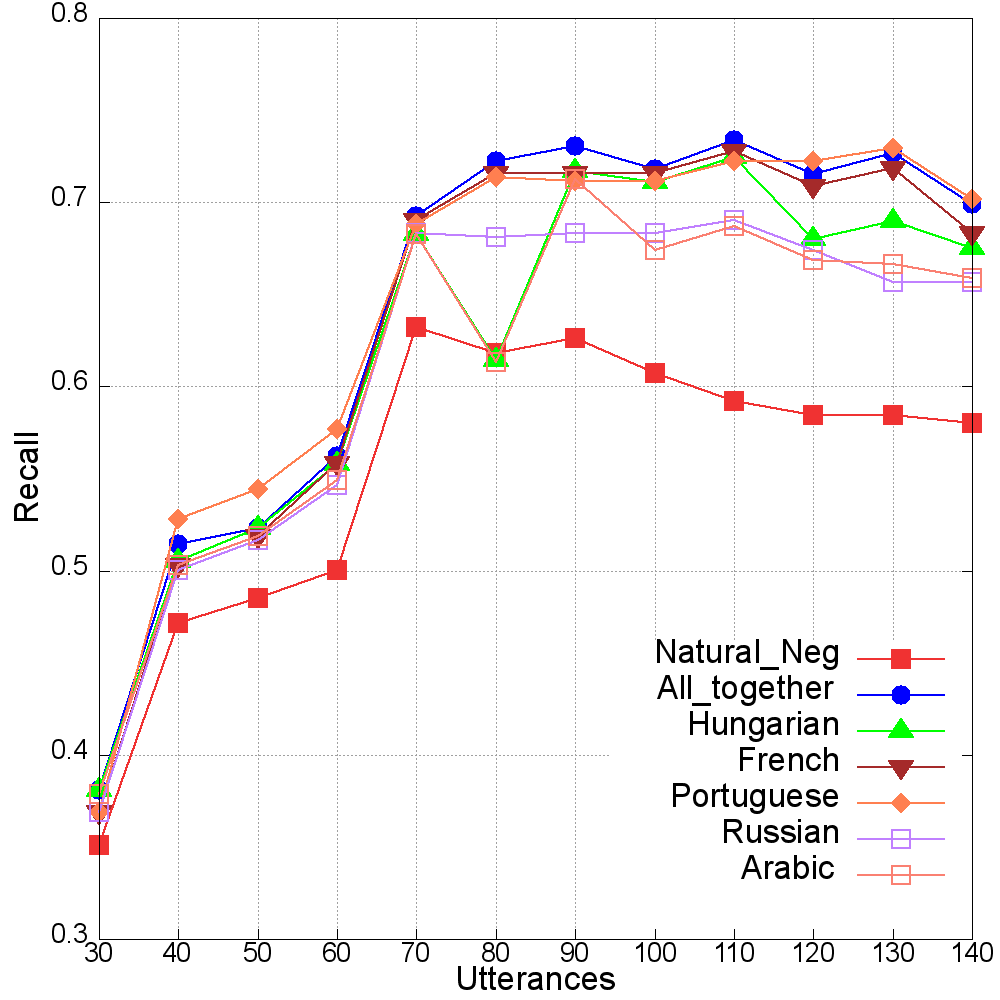 0.8
0.7
0.6
0.5
0.4
0.3
Recall
Natural_Neg
All_together
Hungarian
French
Portuguese
Russian
Arabic
30 40 50 60 70 80 90 100 110 120 130 140
Utterances